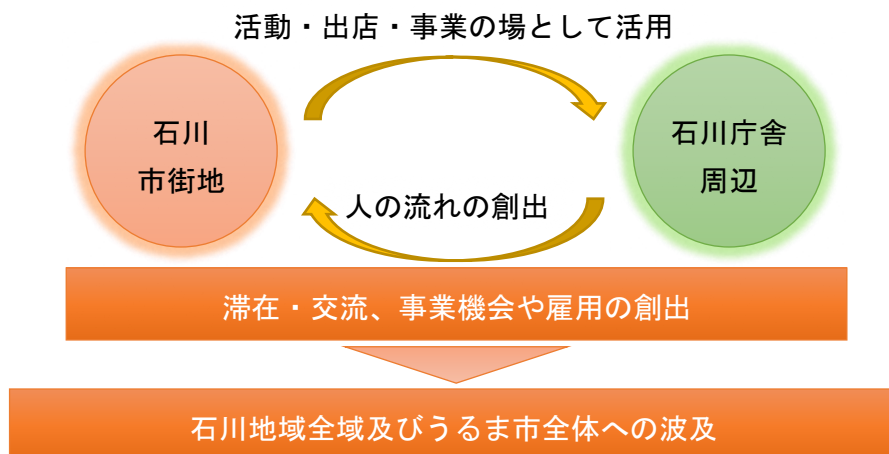 活動・出店・事業の場として活用
石川
市街地
石川庁舎
周辺
人の流れの創出
滞在・交流、事業機会や雇用の創出
石川地域全域及びうるま市全体への波及